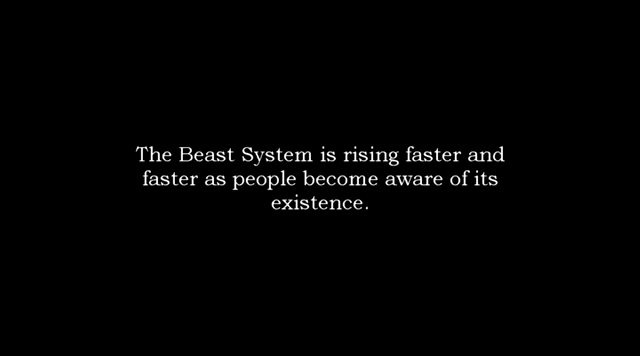 The Beast System is rising faster and
faster as people become aware of its
existence.